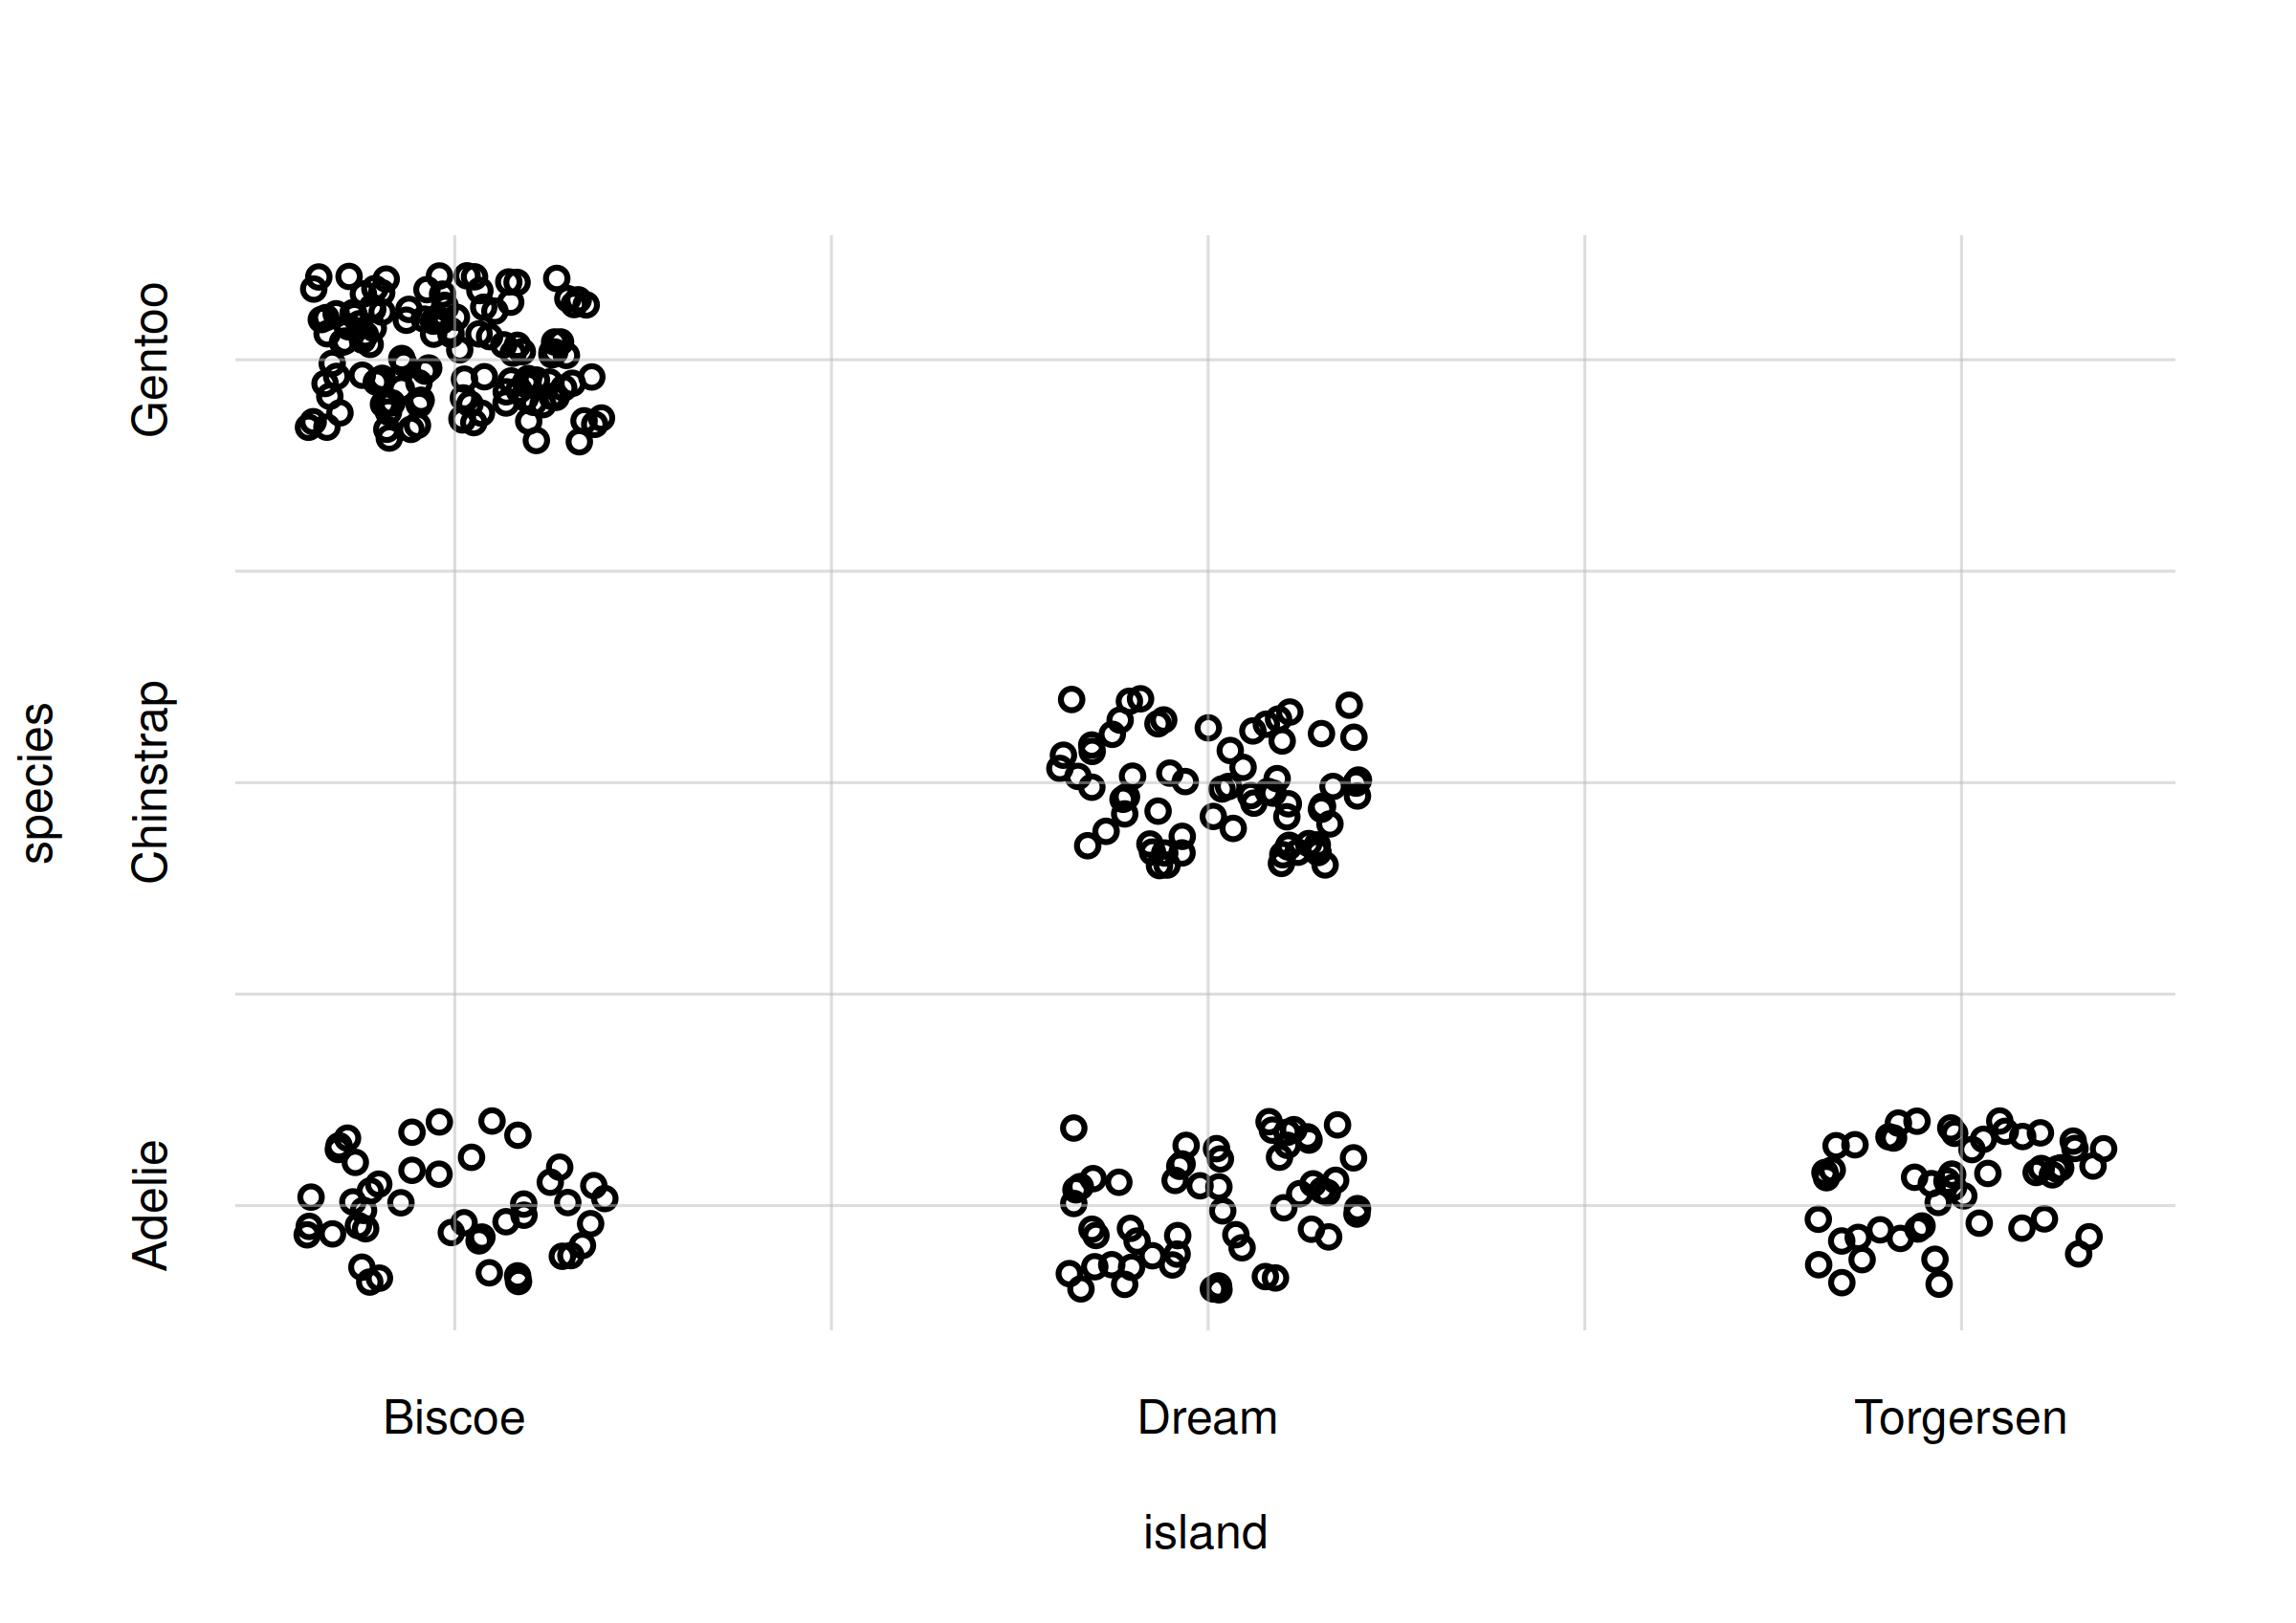 species
Gentoo
Chinstrap
Adelie
Biscoe
Dream
Torgersen
island